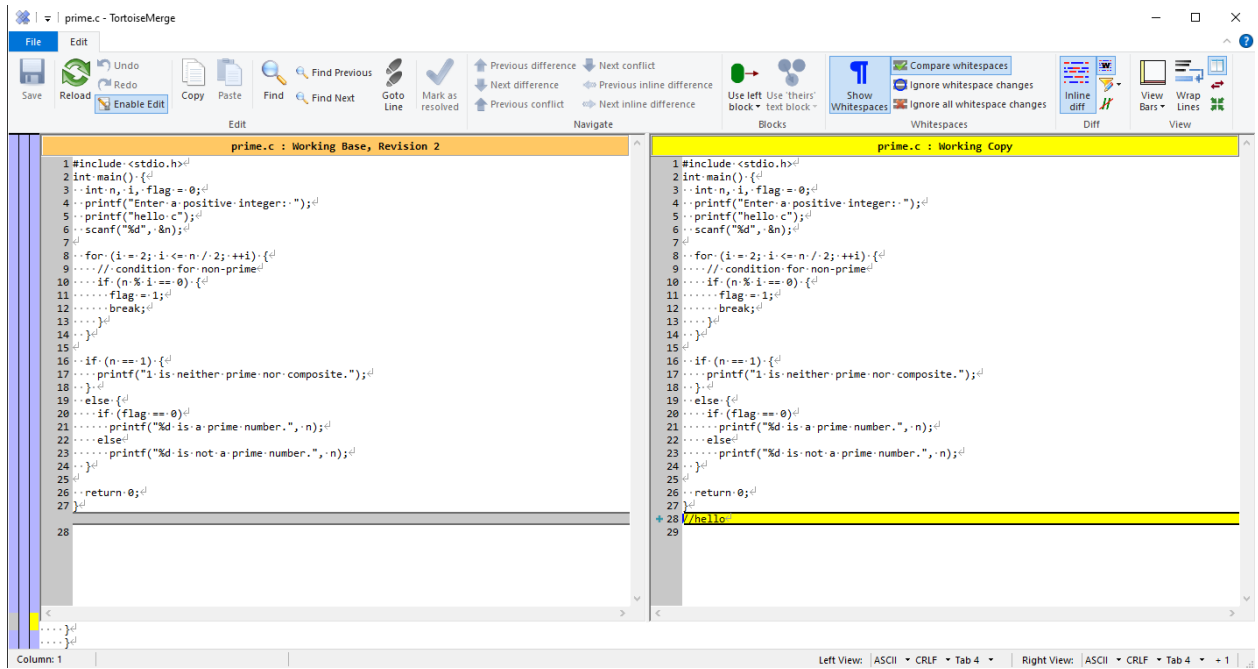 prime.c - TortoiseMerge
File Edit
Save
Reload
Undo
Redo
Enable Edit
Copy
Paste
Find
Find Previous
Find Next
Goto Line
Mark as resolved
Edit
Previous difference
Next difference
Previous conflict
Next conflict
Previous inline difference
Next inline difference
Navigate
Use left block
Use 'theirs' text block
Blocks
Show Whitespaces
Compare whitespaces
Ignore whitespace changes
Ignore all whitespace changes
Whitespaces
Inline diff
Diff
View Bars
Wrap Lines
View
prime.c : Working Base, Revision 2
1 #include·<stdio.h>
2 int·main()·{
3 ··int·n,·i,·flag·=·0;
4 ··printf("Enter·a·positive·integer:·");
5 ··printf("hello·c");
6 ··scanf("%d",·&n);
7
8 ··for·(i·=·2;·i·<=·n·/·2;·++i)·{
9 ····//·condition·for·non-prime
10 ····if·(n·%·i·==·0)·{
11 ······flag·=·1;
12 ······break;
13 ····}
14 ··}
15
16 ··if·(n·==·1)·{
17 ····printf("1·is·neither·prime·nor·composite.");
18 ··}·
19 ··else·{
20 ····if·(flag·==·0)
21 ······printf("%d·is·a·prime·number.",·n);
22 ····else
23 ······printf("%d·is·not·a·prime·number.",·n);
24 ··}
25
26 ··return·0;
27 }
28
prime.c : Working Copy
1 #include·<stdio.h>
2 int·main()·{
3 ··int·n,·i,·flag·=·0;
4 ··printf("Enter·a·positive·integer:·");
5 ··printf("hello·c");
6 ··scanf("%d",·&n);
7
8 ··for·(i·=·2;·i·<=·n·/·2;·++i)·{
9 ····//·condition·for·non-prime
10 ····if·(n·%·i·==·0)·{
11 ······flag·=·1;
12 ······break;
13 ····}
14 ··}
15
16 ··if·(n·==·1)·{
17 ····printf("1·is·neither·prime·nor·composite.");
18 ··}·
19 ··else·{
20 ····if·(flag·==·0)
21 ······printf("%d·is·a·prime·number.",·n);
22 ····else
23 ······printf("%d·is·not·a·prime·number.",·n);
24 ··}
25
26 ··return·0;
27 }
+ 28 //hello
29
····}
····}
Column: 1
Left View: ASCII CRLF Tab 4
Right View: ASCII CRLF Tab 4 + 1